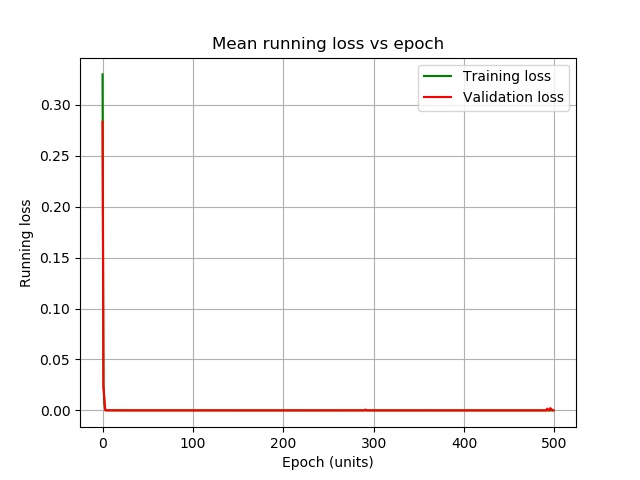 Mean running loss vs epoch
Training loss
Validation loss
0.30
0.25
0.20
0.15
0.10
0.05
0.00
Running loss
0 100 200 300 400 500
Epoch (units)